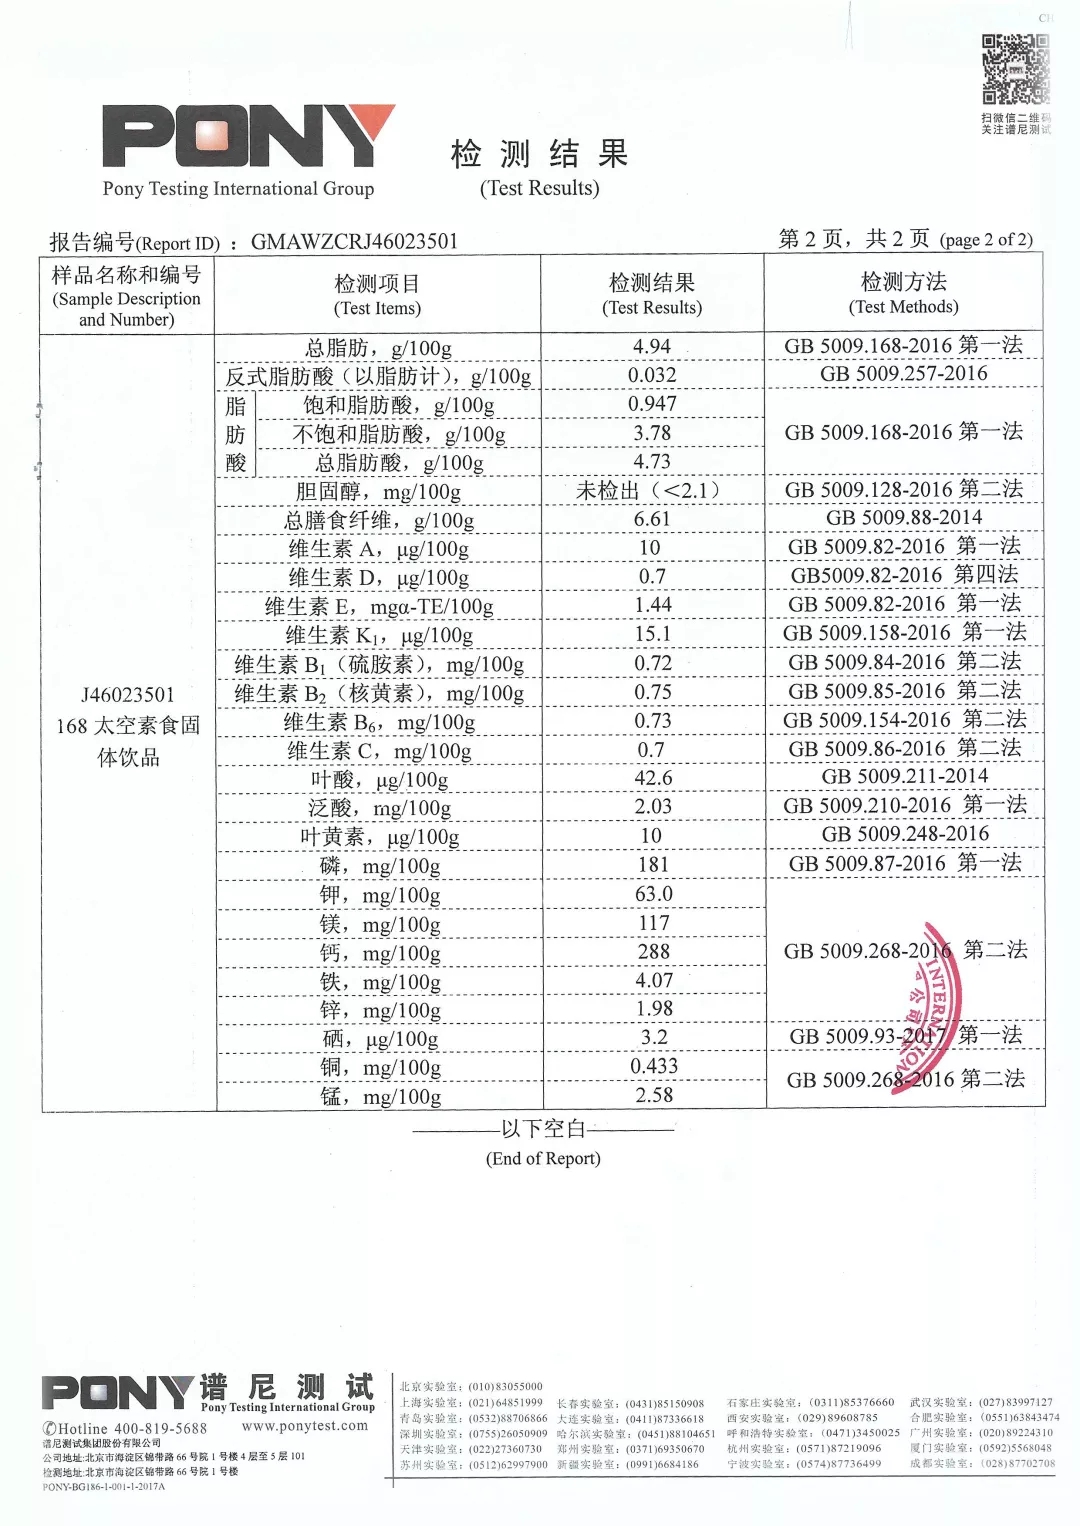 CH
扫微信二维码
关注谱尼测试
PONY
Pony Testing International Group
检测结果
(Test Results)
报告编号(Report ID) : GMAWZCRJ46023501
第 2 页，共 2 页 (page 2 of 2)
样品名称和编号
(Sample Description
and Number)
检测项目
(Test Items)
检测结果
(Test Results)
检测方法
(Test Methods)
J46023501
168 太空素食固
体饮品
总脂肪，g/100g 4.94 GB 5009.168-2016 第一法
反式脂肪酸（以脂肪计），g/100g 0.032 GB 5009.257-2016
脂肪酸
饱和脂肪酸，g/100g 0.947
不饱和脂肪酸，g/100g 3.78 GB 5009.168-2016 第一法
总脂肪酸，g/100g 4.73
胆固醇，mg/100g 未检出（＜2.1） GB 5009.128-2016 第二法
总膳食纤维，g/100g 6.61 GB 5009.88-2014
维生素 A，μg/100g 10 GB 5009.82-2016 第一法
维生素 D，μg/100g 0.7 GB5009.82-2016 第四法
维生素 E，mgα-TE/100g 1.44 GB 5009.82-2016 第一法
维生素 K₁，μg/100g 15.1 GB 5009.158-2016 第一法
维生素 B₁（硫胺素），mg/100g 0.72 GB 5009.84-2016 第二法
维生素 B₂（核黄素），mg/100g 0.75 GB 5009.85-2016 第二法
维生素 B₆，mg/100g 0.73 GB 5009.154-2016 第二法
维生素 C，mg/100g 0.7 GB 5009.86-2016 第二法
叶酸，μg/100g 42.6 GB 5009.211-2014
泛酸，mg/100g 2.03 GB 5009.210-2016 第一法
叶黄素，μg/100g 10 GB 5009.248-2016
磷，mg/100g 181 GB 5009.87-2016 第一法
钾，mg/100g 63.0
镁，mg/100g 117
钙，mg/100g 288 GB 5009.268-2016 第二法
铁，mg/100g 4.07
锌，mg/100g 1.98
硒，μg/100g 3.2 GB 5009.93-2017 第一法
铜，mg/100g 0.433 GB 5009.268-2016 第二法
锰，mg/100g 2.58
INTERNATION
公司
以下空白
(End of Report)
PONY 谱尼测试
Pony Testing International Group
Hotline 400-819-5688 www.ponytest.com
谱尼测试集团股份有限公司
公司地址:北京市海淀区锦带路 66 号院 1 号楼 4 层至 5 层 101
检测地址:北京市海淀区锦带路 66 号院 1 号楼
PONY-BG186-1-001-1-2017A
北京实验室：(010)83055000
上海实验室：(021)64851999 长春实验室：(0431)85150908 石家庄实验室：(0311)85376660 武汉实验室：(027)83997127
青岛实验室：(0532)88706866 大连实验室：(0411)87336618 西安实验室：(029)89608785 合肥实验室：(0551)63843474
深圳实验室：(0755)26050909 哈尔滨实验室：(0451)88104651 呼和浩特实验室：(0471)3450025 广州实验室：(020)89224310
天津实验室：(022)27360730 郑州实验室：(0371)69350670 杭州实验室：(0571)87219096 厦门实验室：(0592)5568048
苏州实验室：(0512)62997900 新疆实验室：(0991)6684186 宁波实验室：(0574)87736499 成都实验室：(028)87702708